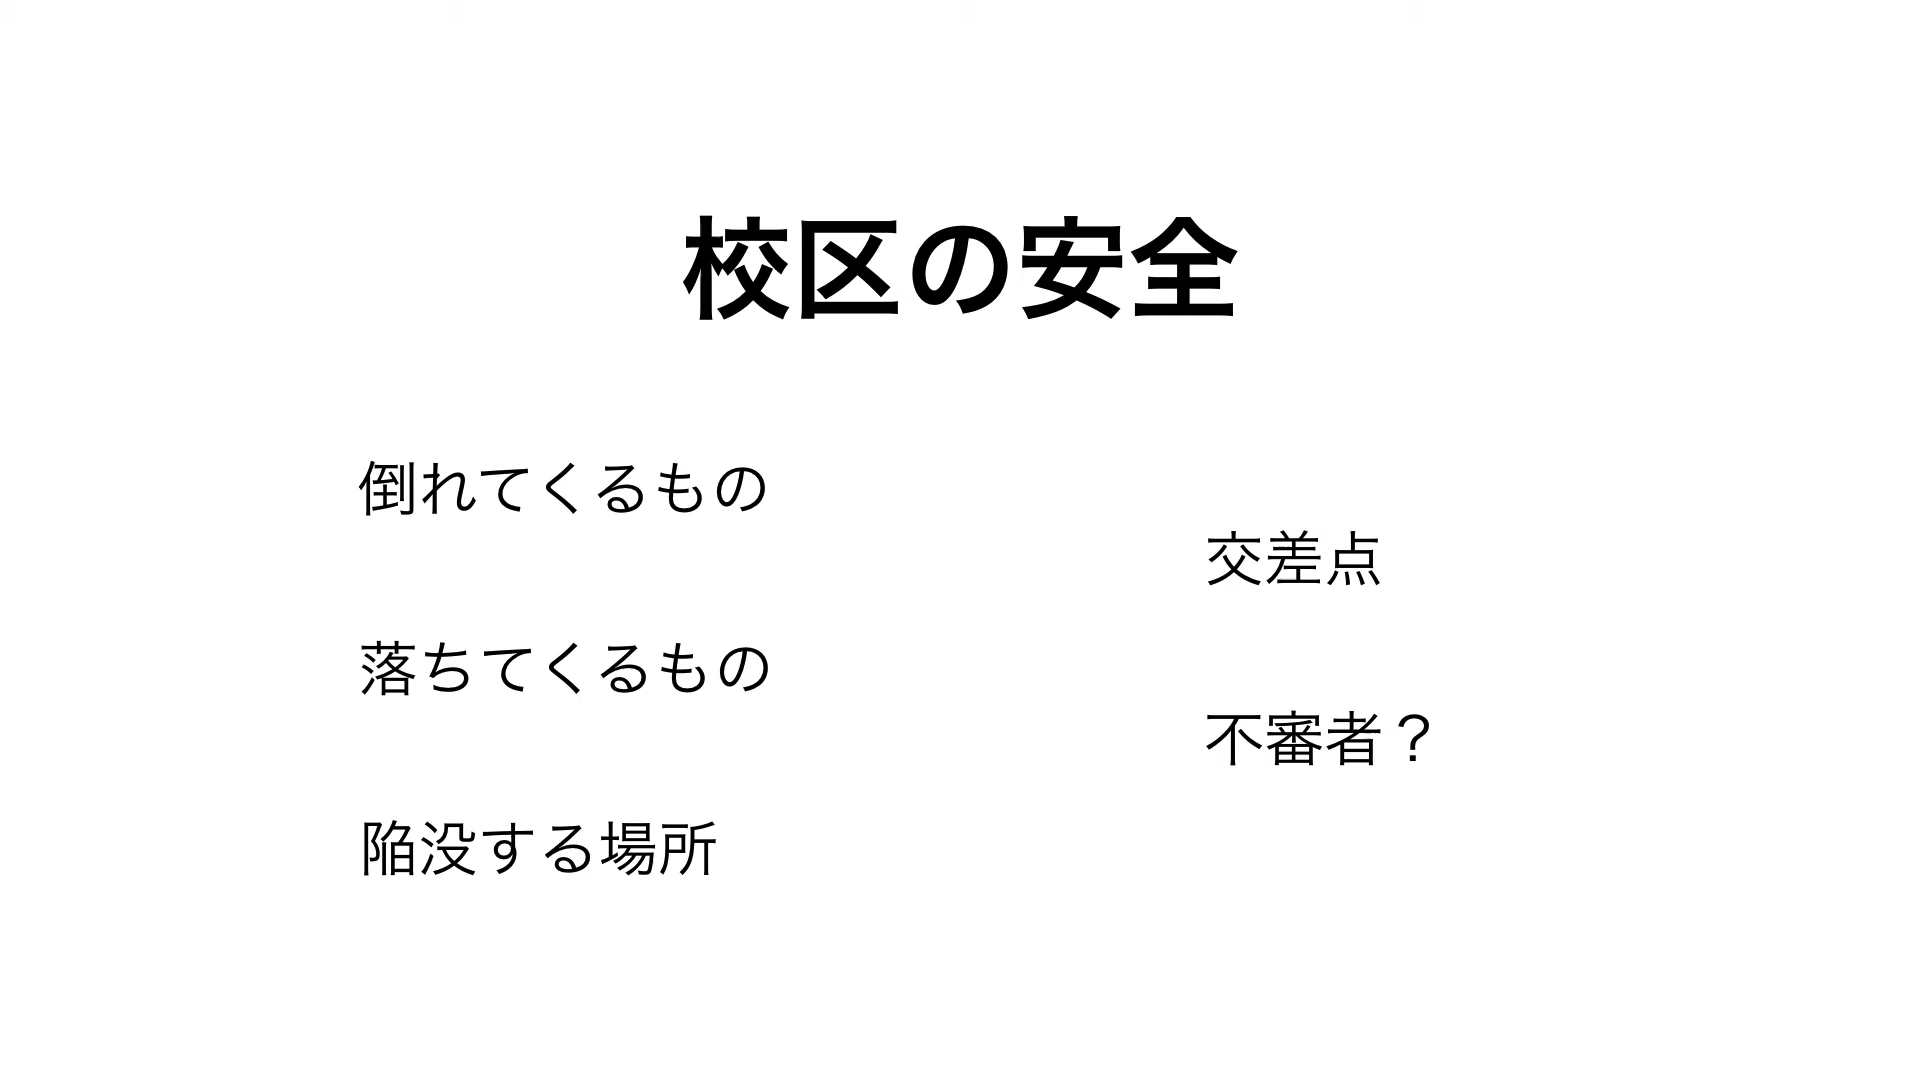 校区の安全
倒れてくるもの
落ちてくるもの
陥没する場所
交差点
不審者？